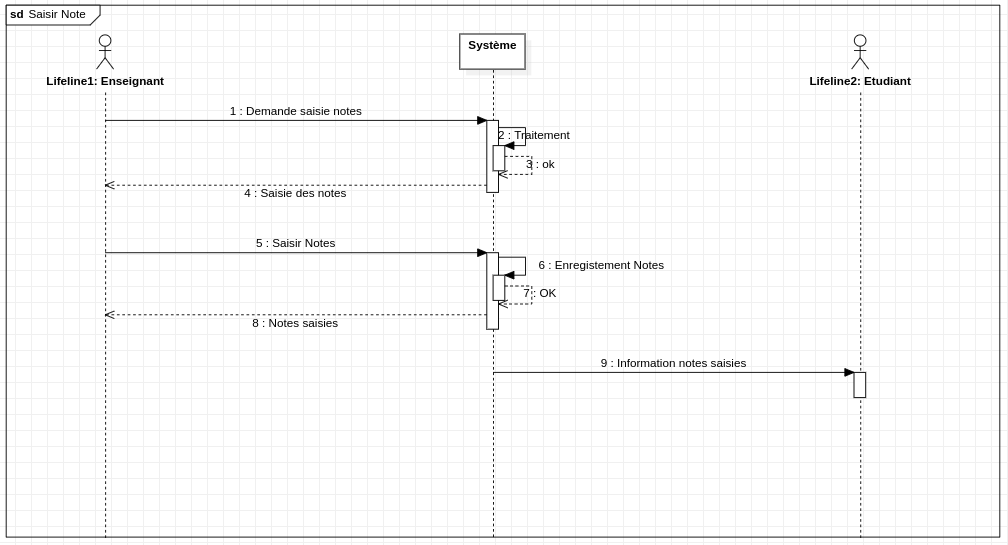 sd Saisir Note
Système
Lifeline1: Enseignant
Lifeline2: Etudiant
1 : Demande saisie notes
2 : Traitement
3 : ok
4 : Saisie des notes
5 : Saisir Notes
6 : Enregistement Notes
7 : OK
8 : Notes saisies
9 : Information notes saisies